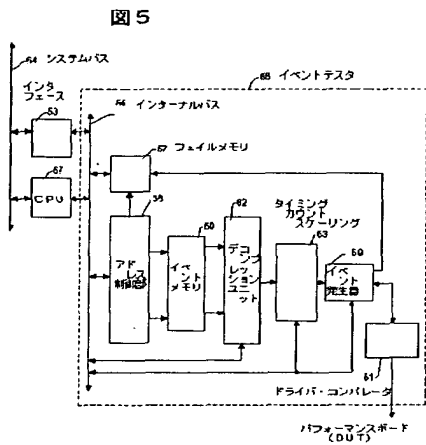 図5
64 システムバス
インタ
フェース
53
66 イベントテスタ
56 インターナルバス
57 フェイルメモリ
67
CPU
58
アドレス制御部
60
イベントメモリ
62
デコンプレッションユニット
タイミング
カウント
スケーリング
63
イベント発生器
61
ドライバ・コンパレータ
パフォーマンスボード
(DUT)